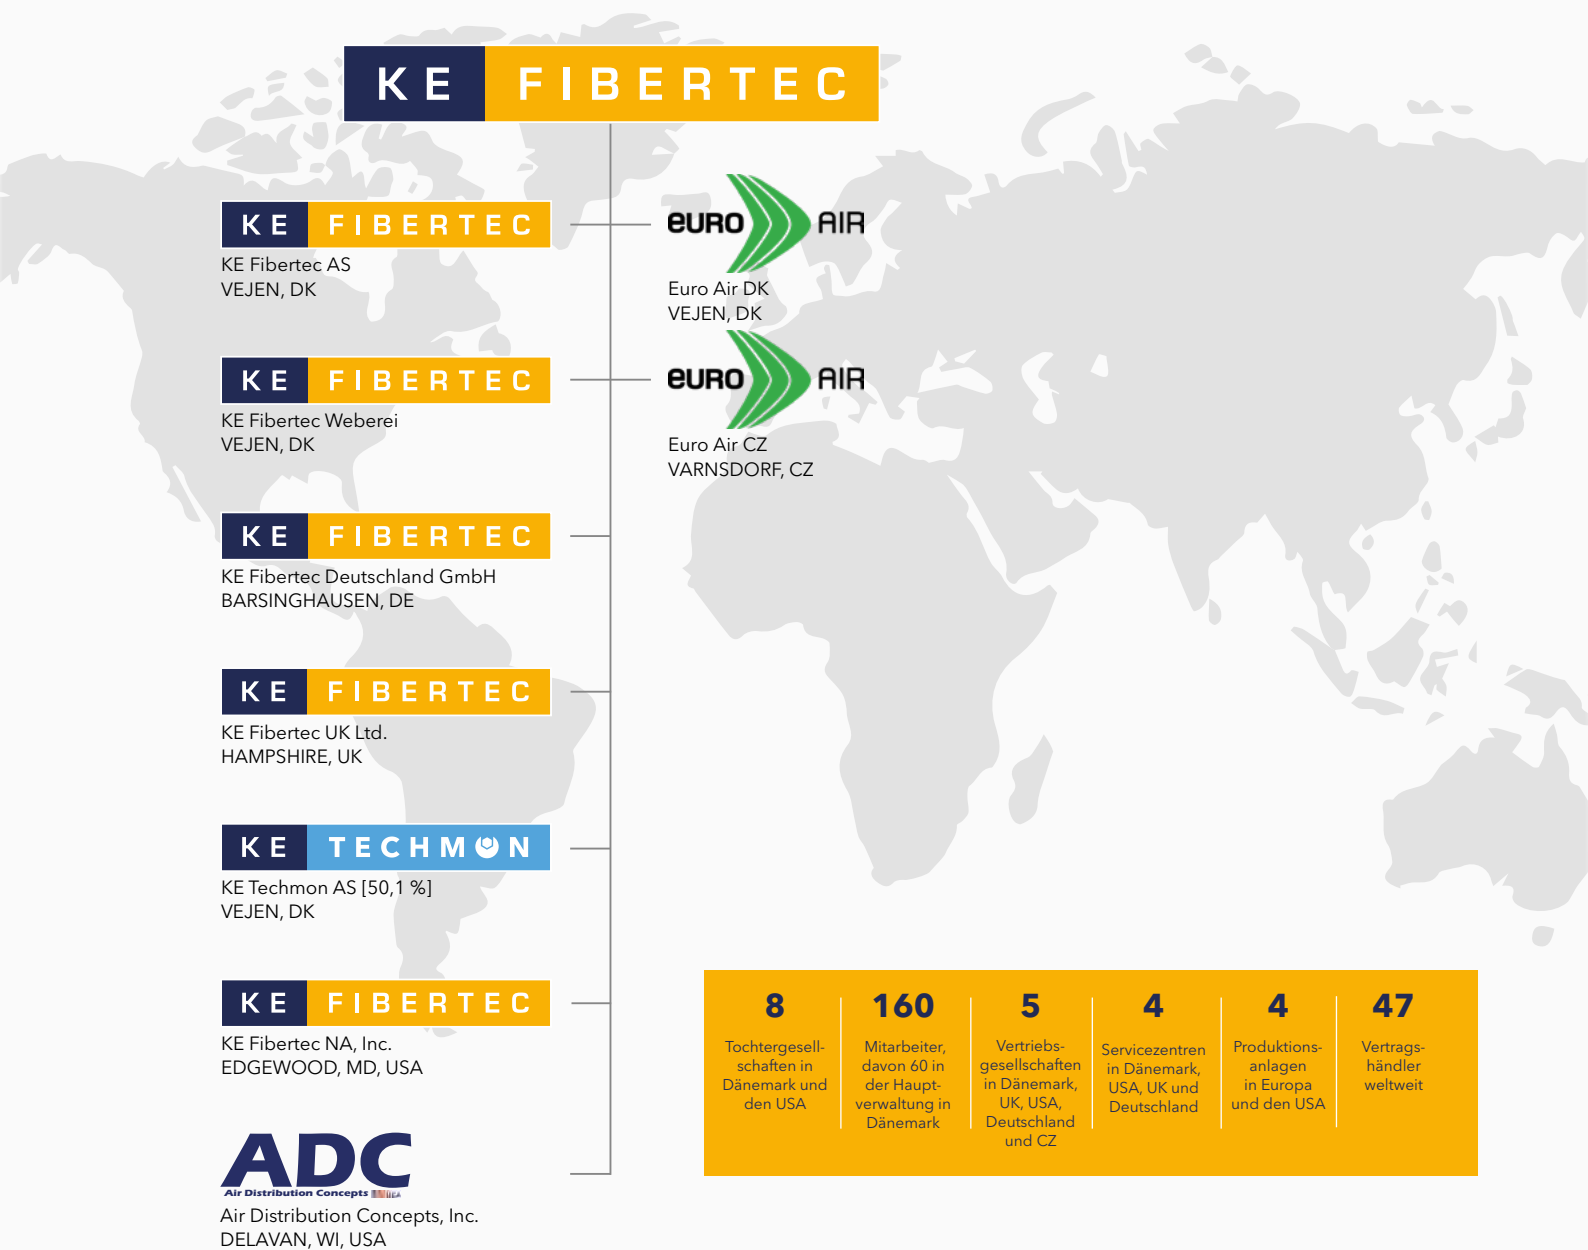 KE FIBERTEC
KE FIBERTEC
KE Fibertec AS
VEJEN, DK
EURO AIR
Euro Air DK
VEJEN, DK
KE FIBERTEC
KE Fibertec Weberei
VEJEN, DK
EURO AIR
Euro Air CZ
VARNSDORF, CZ
KE FIBERTEC
KE Fibertec Deutschland GmbH
BARSINGHAUSEN, DE
KE FIBERTEC
KE Fibertec UK Ltd.
HAMPSHIRE, UK
KE TECHMON
KE Techmon AS [50,1 %]
VEJEN, DK
KE FIBERTEC
KE Fibertec NA, Inc.
EDGEWOOD, MD, USA
ADC
Air Distribution Concepts
Air Distribution Concepts, Inc.
DELAVAN, WI, USA
8
Tochtergesell-
schaften in
Dänemark und
den USA
160
Mitarbeiter,
davon 60 in
der Haupt-
verwaltung in
Dänemark
5
Vertriebs-
gesellschaften
in Dänemark,
UK, USA,
Deutschland
und CZ
4
Servicezentren
in Dänemark,
USA, UK und
Deutschland
4
Produktions-
anlagen
in Europa
und den USA
47
Vertrags-
händler
weltweit